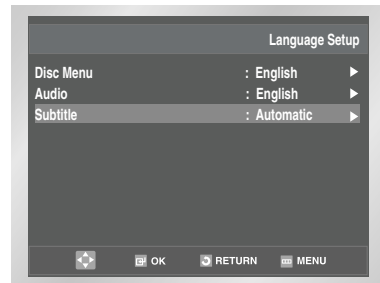 Language Setup
Disc Menu : English
Audio : English
Subtitle : Automatic
OK RETURN MENU